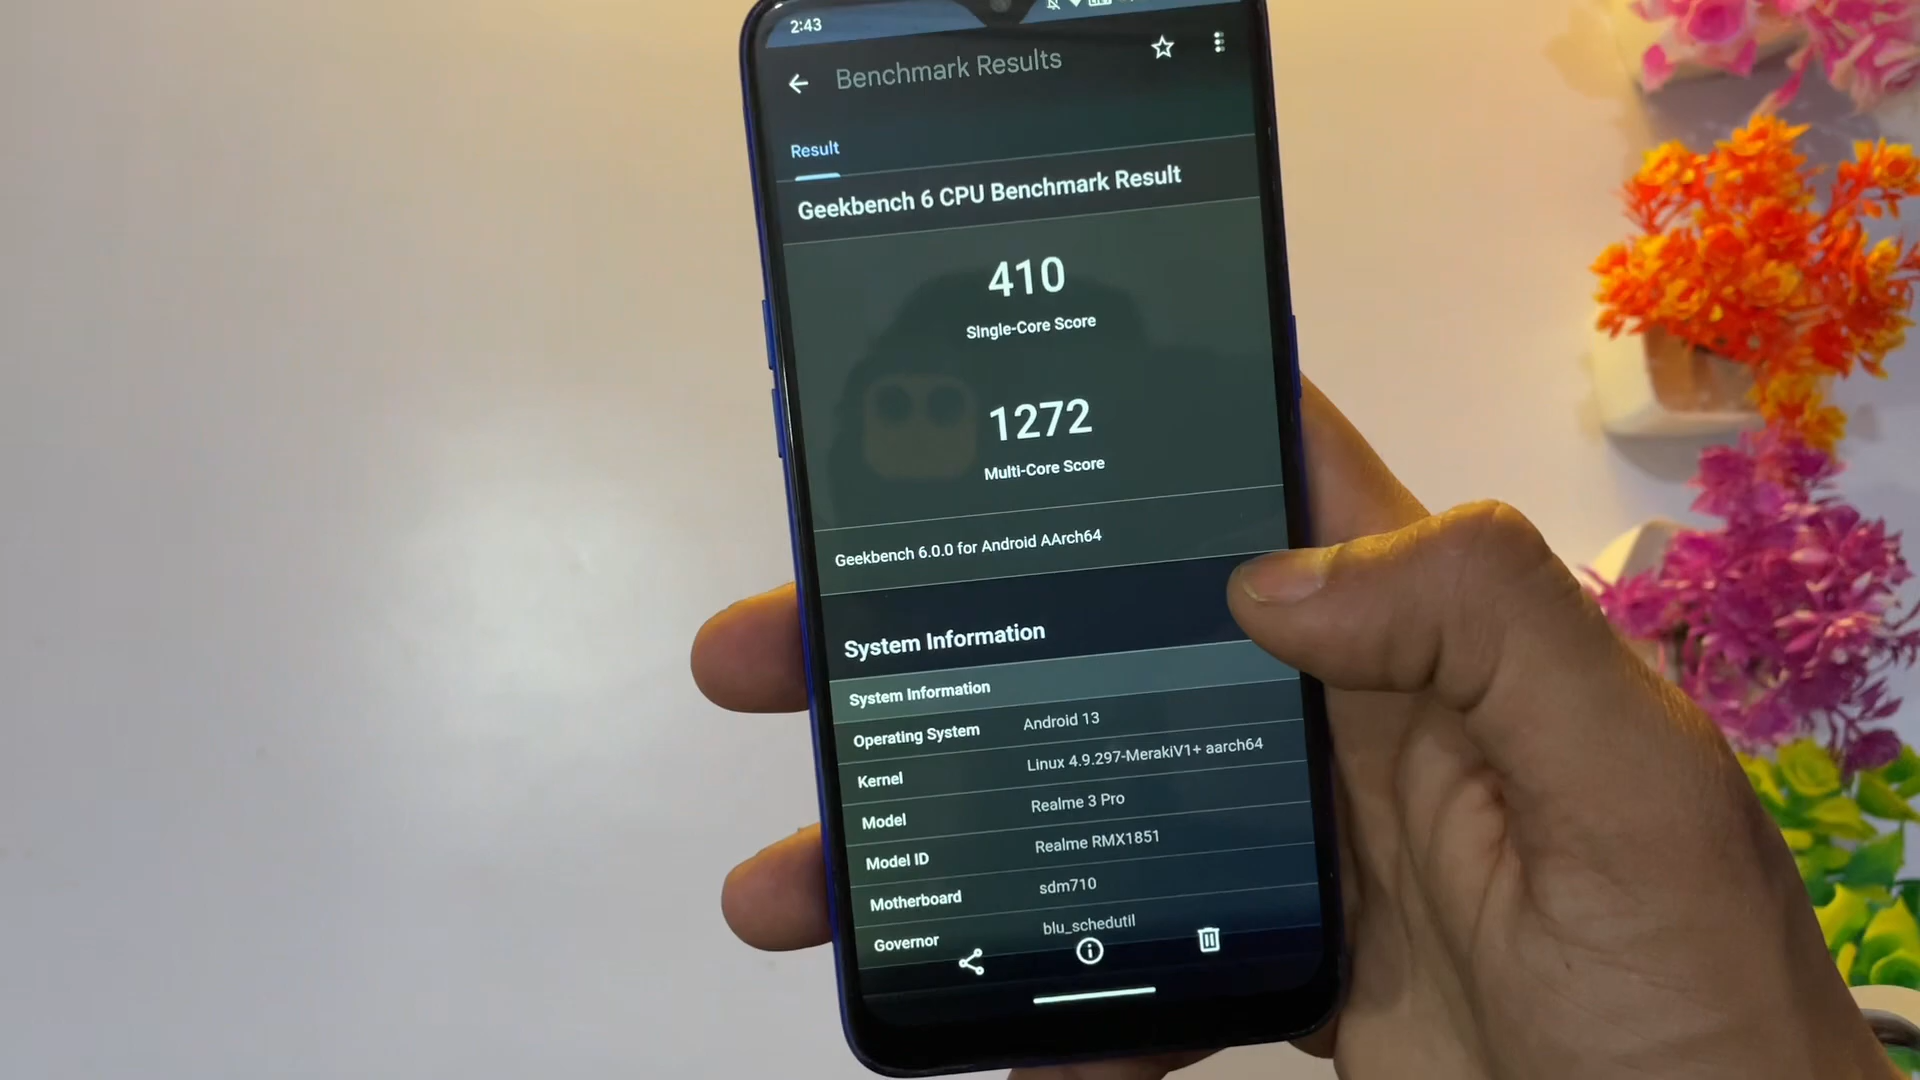 2:43
Benchmark Results
Result
Geekbench 6 CPU Benchmark Result
410
Single-Core Score
1272
Multi-Core Score
Geekbench 6.0.0 for Android AArch64
System Information
System Information
Operating System Android 13
Kernel Linux 4.9.297-MerakiV1+ aarch64
Model Realme 3 Pro
Model ID Realme RMX1851
Motherboard sdm710
Governor blu_schedutil